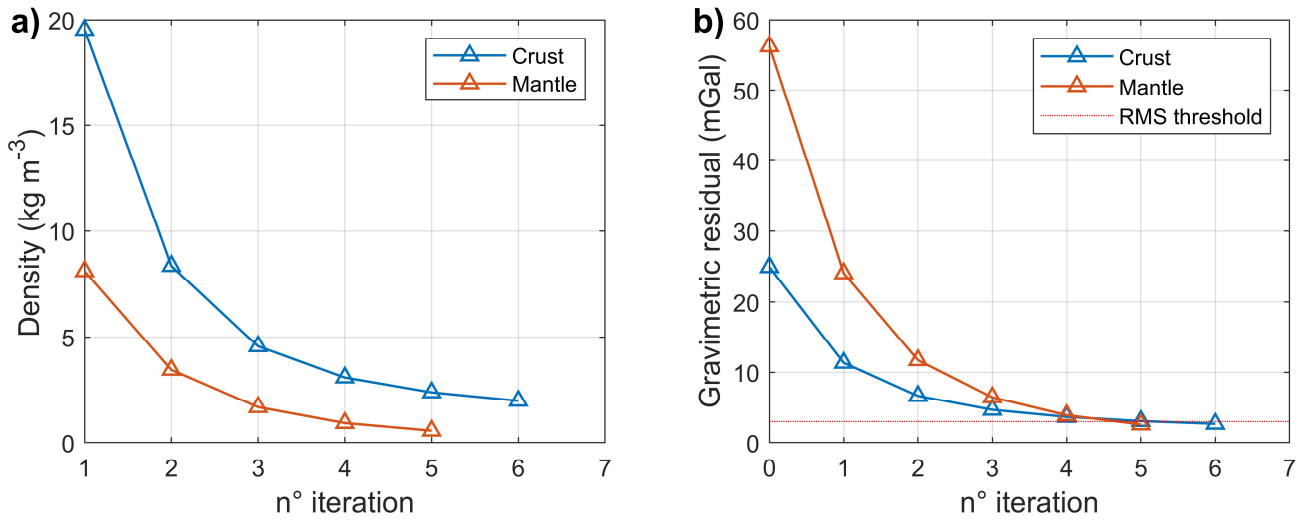 a)
20
15
10
5
0
1 2 3 4 5 6 7
Density (kg m⁻³)
n° iteration
Crust
Mantle
b)
60
50
40
30
20
10
0
0 1 2 3 4 5 6 7
Gravimetric residual (mGal)
n° iteration
Crust
Mantle
RMS threshold